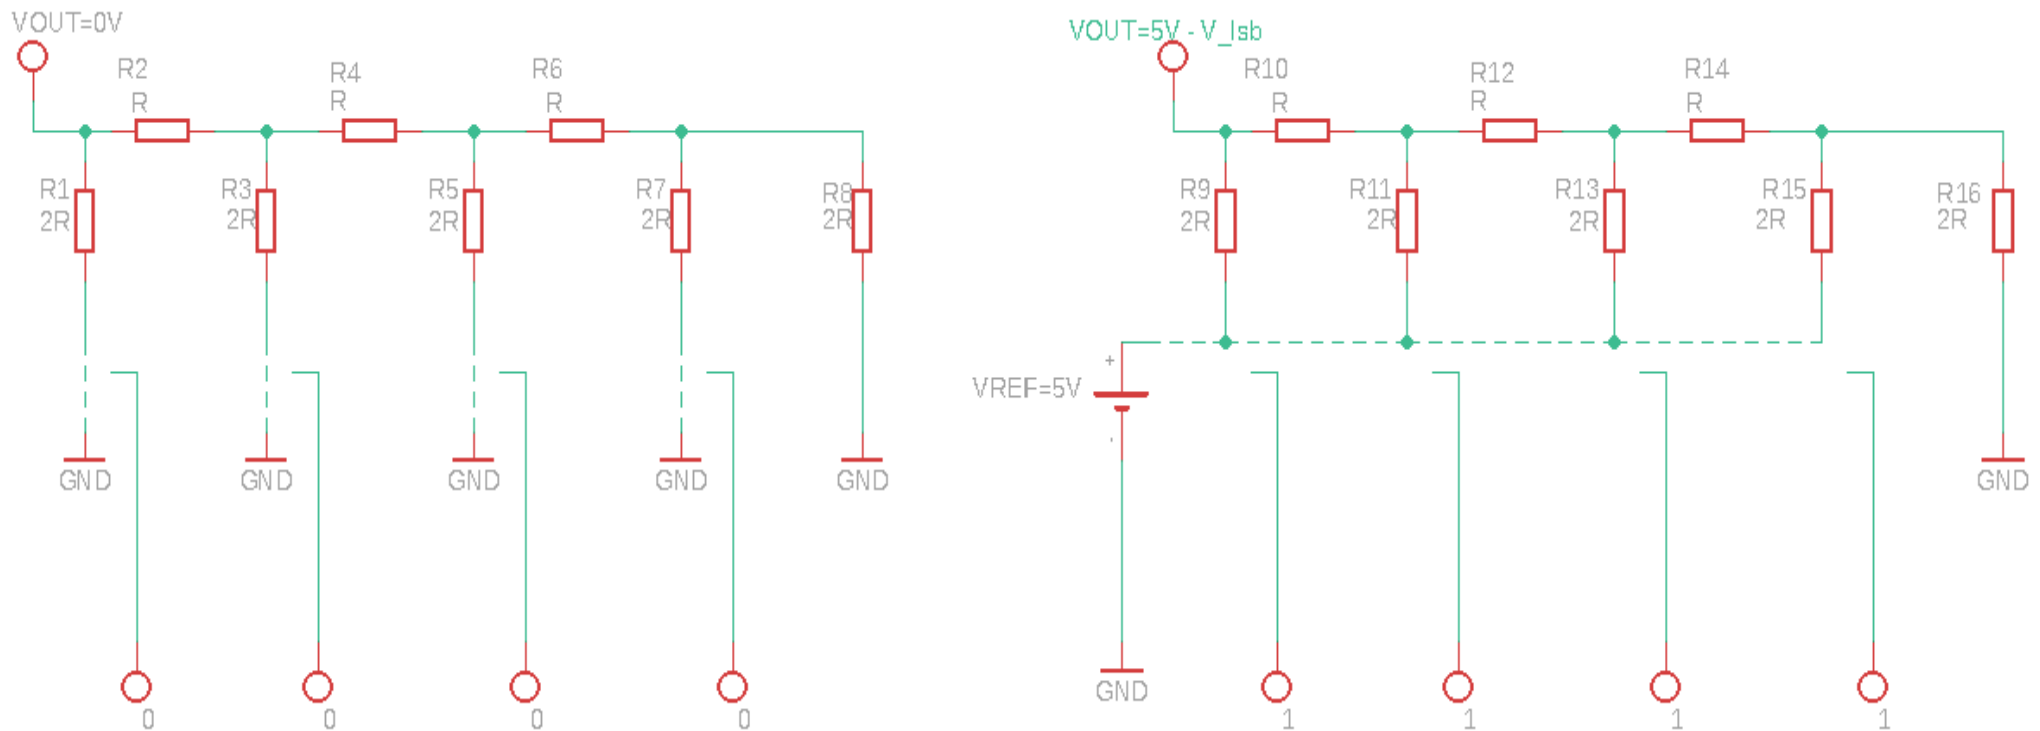 VOUT=0V
R2
R
R4
R
R6
R
R1
2R
R3
2R
R5
2R
R7
2R
R8
2R
GND
GND
GND
GND
GND
0
0
0
0
VOUT=5V - V_lsb
R10
R
R12
R
R14
R
R9
2R
R11
2R
R13
2R
R15
2R
R16
2R
+
VREF=5V
-
GND
GND
1
1
1
1